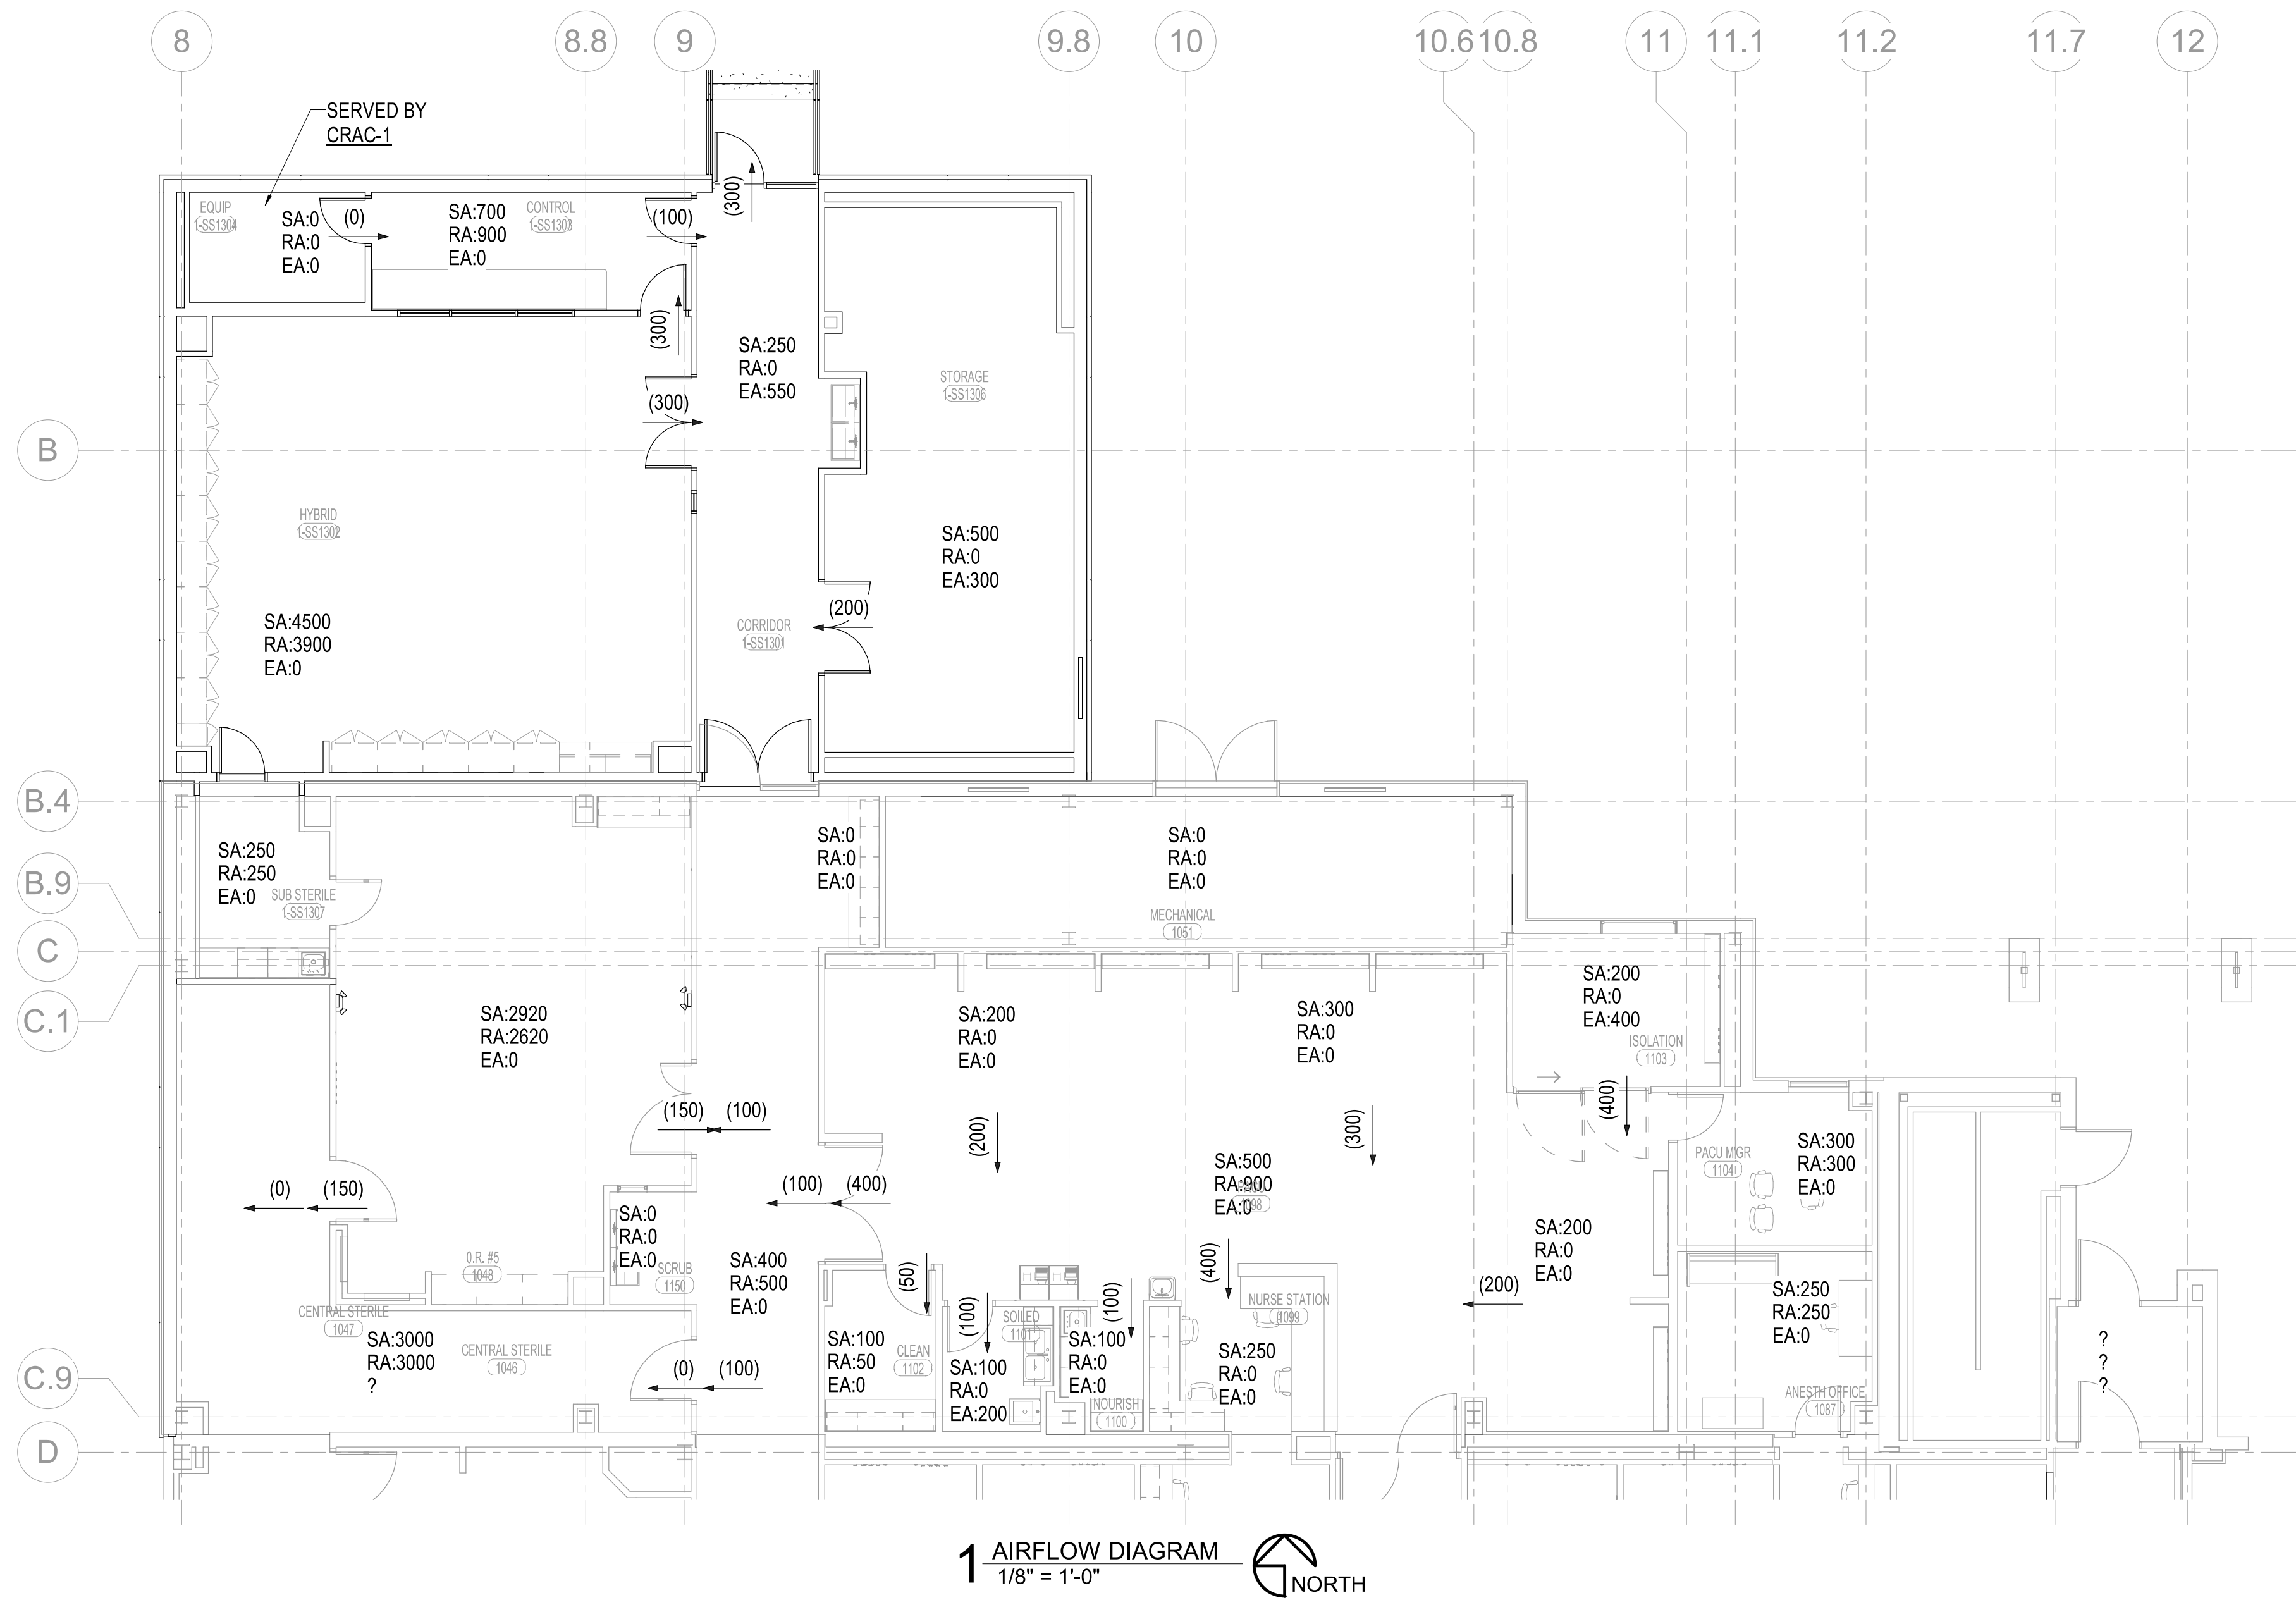 8
8.8
9
9.8
10
10.6
10.8
11
11.1
11.2
11.7
12
SERVED BY
CRAC-1
EQUIP
1-SS1304
SA:0
RA:0
EA:0
(0)
SA:700
RA:900
EA:0
CONTROL
1-SS1303
(100)
(300)
(300)
SA:250
RA:0
EA:550
(300)
STORAGE
1-SS1306
B
HYBRID
1-SS1302
SA:500
RA:0
EA:300
SA:4500
RA:3900
EA:0
(200)
CORRIDOR
1-SS1301
B.4
SA:250
RA:250
EA:0
SUB STERILE
1-SS1307
SA:0
RA:0
EA:0
SA:0
RA:0
EA:0
MECHANICAL
1051
B.9
C
C.1
SA:2920
RA:2620
EA:0
SA:200
RA:0
EA:0
SA:300
RA:0
EA:0
SA:200
RA:0
EA:400
ISOLATION
1103
(150)
(100)
(200)
(300)
(400)
SA:500
RA:900
EA:0
1098
PACU MGR
1104
SA:300
RA:300
EA:0
(0)
(150)
(100)
(400)
SA:0
RA:0
EA:0
SCRUB
1150
O.R. #5
1048
SA:400
RA:500
EA:0
(50)
(100)
(100)
(400)
SA:200
RA:0
EA:0
(200)
NURSE STATION
1099
SA:250
RA:250
EA:0
CENTRAL STERILE
1047
SA:3000
RA:3000
?
CENTRAL STERILE
1046
(0)
(100)
SA:100
RA:50
EA:0
CLEAN
1102
SOILED
1101
SA:100
RA:0
EA:200
SA:100
RA:0
EA:0
NOURISH
1100
SA:250
RA:0
EA:0
ANESTH OFFICE
1087
?
?
?
C.9
D
1
AIRFLOW DIAGRAM
1/8" = 1'-0"
NORTH